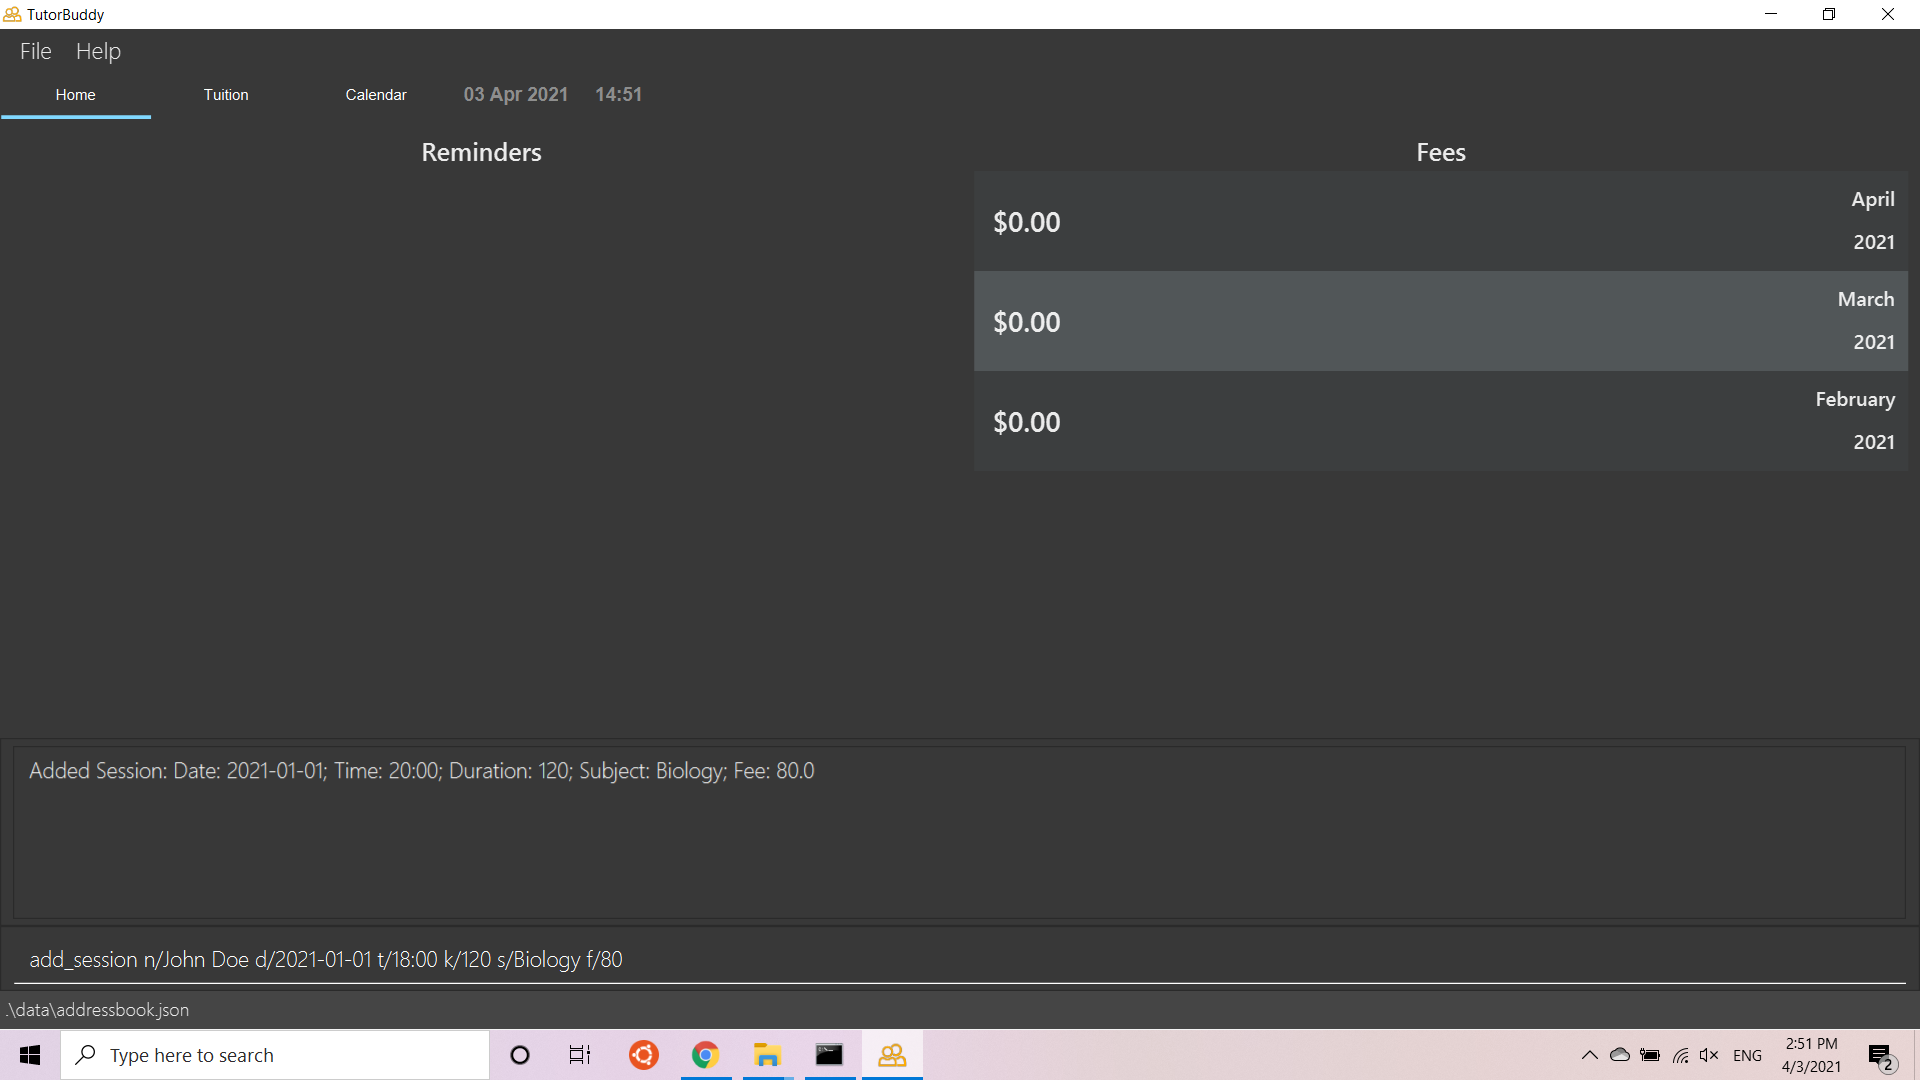 TutorBuddy
File Help
Home Tuition Calendar 03 Apr 2021 14:51
Reminders
Fees
$0.00
April
2021
$0.00
March
2021
$0.00
February
2021
Added Session: Date: 2021-01-01; Time: 20:00; Duration: 120; Subject: Biology; Fee: 80.0
add_session n/John Doe d/2021-01-01 t/18:00 k/120 s/Biology f/80
.\data\addressbook.json
Type here to search
ENG
2:51 PM
4/3/2021
2